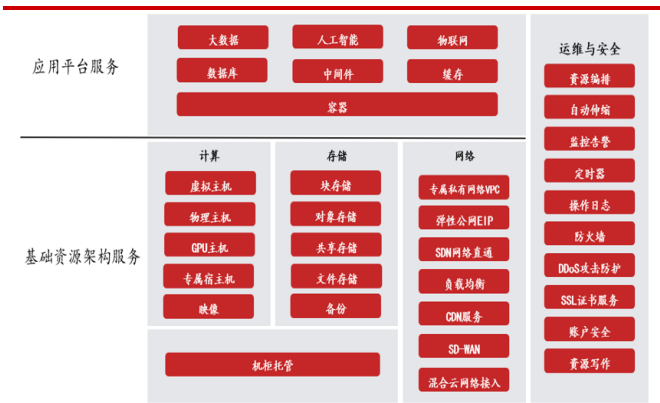 应用平台服务
大数据
人工智能
物联网
数据库
中间件
缓存
容器
基础资源架构服务
计算
虚拟主机
物理主机
GPU主机
专属宿主机
映像
存储
块存储
对象存储
共享存储
文件存储
备份
机柜托管
网络
专属私有网络VPC
弹性公网EIP
SDN网络直通
负载均衡
CDN服务
SD-WAN
混合云网络接入
运维与安全
资源编排
自动伸缩
监控告警
定时器
操作日志
防火墙
DDoS攻击防护
SSL证书服务
账户安全
资源写作